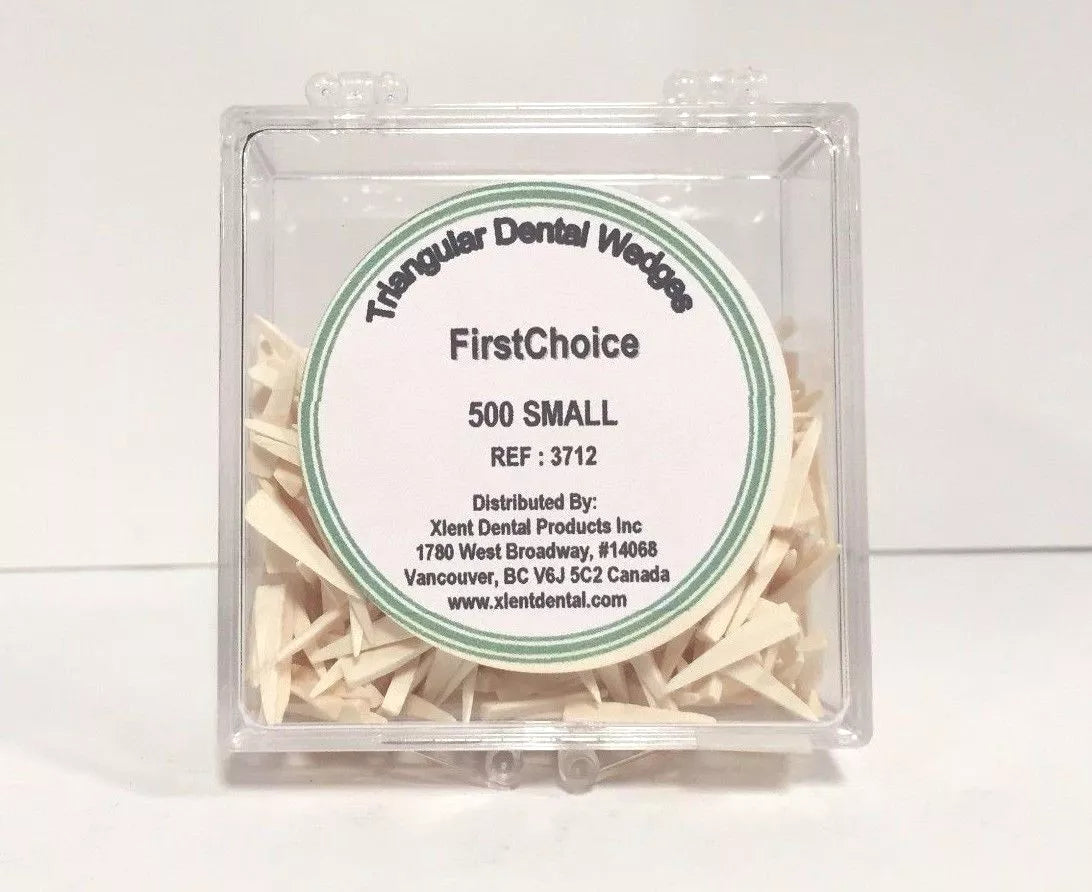 Triangular Dental Wedges
FirstChoice
500 SMALL
REF : 3712
Distributed By:
Xlent Dental Products Inc
1780 West Broadway, #14068
Vancouver, BC V6J 5C2 Canada
www.xlentdental.com